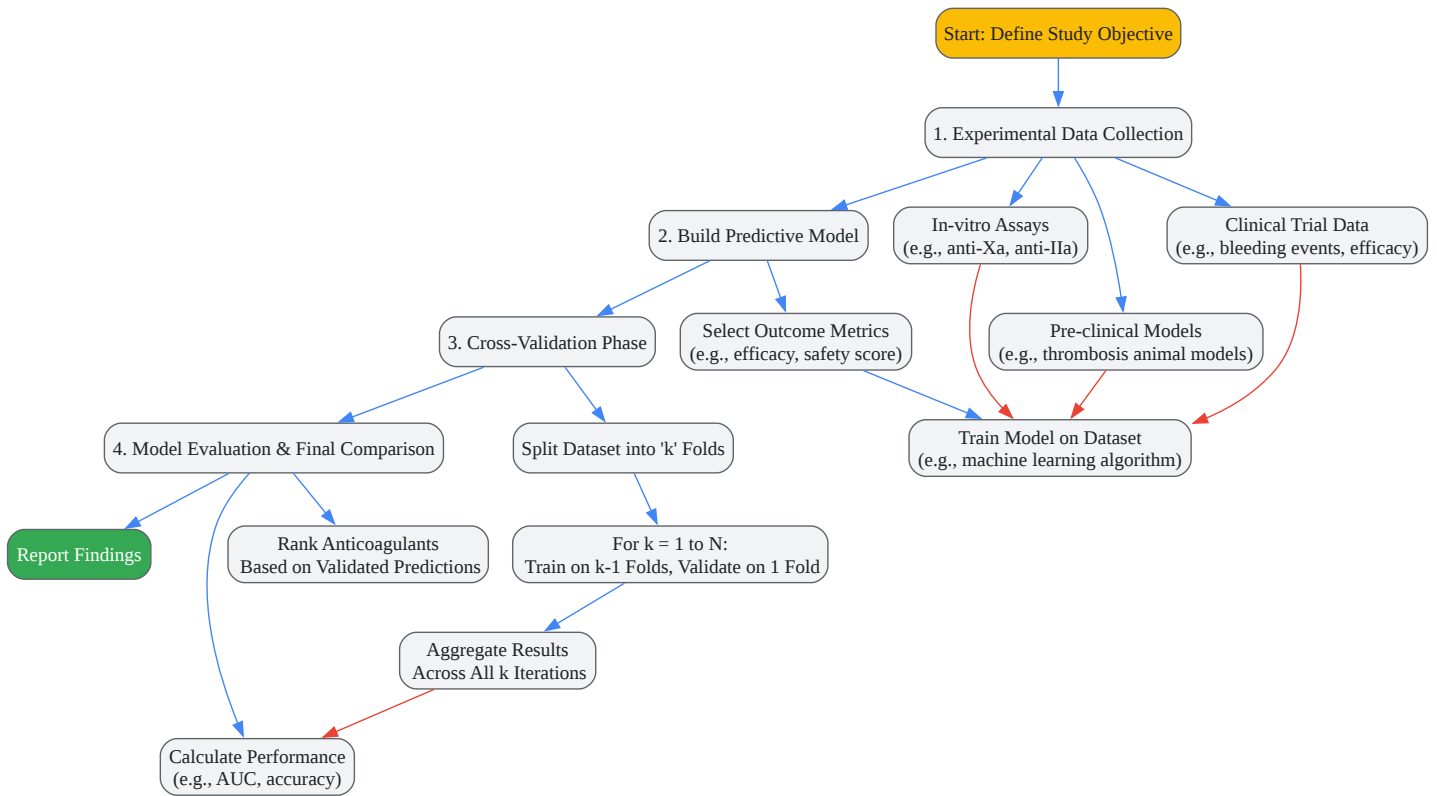 Start: Define Study Objective
1. Experimental Data Collection
2. Build Predictive Model
In-vitro Assays
(e.g., anti-Xa, anti-IIa)
Clinical Trial Data
(e.g., bleeding events, efficacy)
3. Cross-Validation Phase
Select Outcome Metrics
(e.g., efficacy, safety score)
Pre-clinical Models
(e.g., thrombosis animal models)
4. Model Evaluation & Final Comparison
Split Dataset into 'k' Folds
Train Model on Dataset
(e.g., machine learning algorithm)
Report Findings
Rank Anticoagulants
Based on Validated Predictions
For k = 1 to N:
Train on k-1 Folds, Validate on 1 Fold
Aggregate Results
Across All k Iterations
Calculate Performance
(e.g., AUC, accuracy)